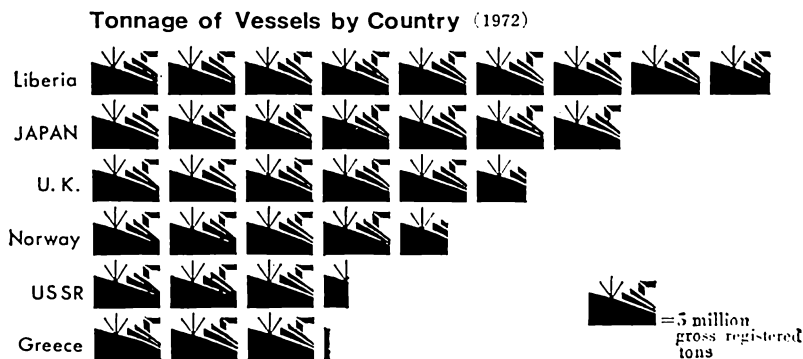 Tonnage of Vessels by Country (1972)
Liberia
JAPAN
U. K.
Norway
USSR
Greece
=5 million
gross registered
tons